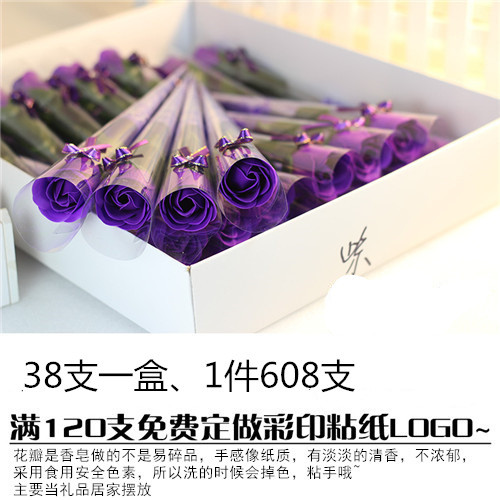 味
38支一盒、1件608支
满120支免费定做彩印粘纸LOGO~
花瓣是香皂做的不是易碎品，手感像纸质，有淡淡的清香，不浓郁，
采用食用安全色素，所以洗的时候会掉色，粘手哦~
主要当礼品居家摆放